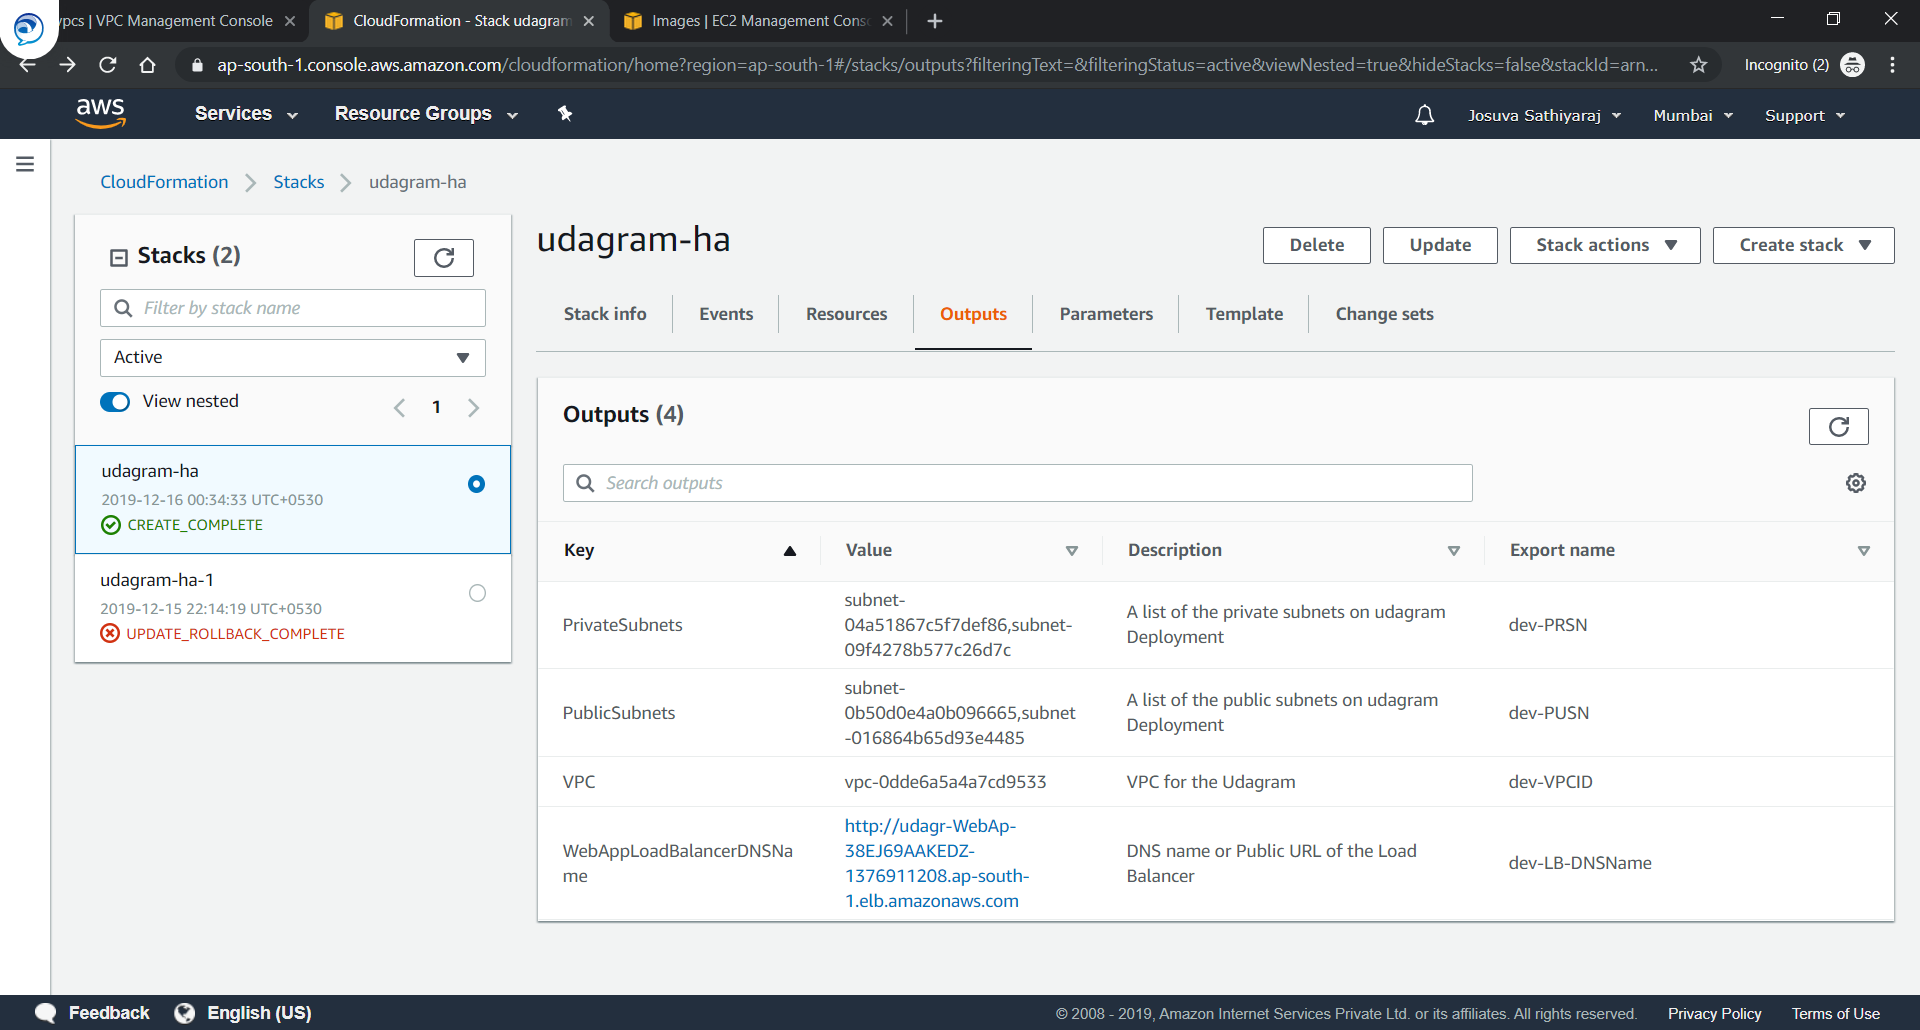 vpcs | VPC Management Console
CloudFormation - Stack udagram
Images | EC2 Management Conso
ap-south-1.console.aws.amazon.com/cloudformation/home?region=ap-south-1#/stacks/outputs?filteringText=&filteringStatus=active&viewNested=true&hideStacks=false&stackId=arn...
Incognito (2)
aws
Services
Resource Groups
Josuva Sathiyaraj
Mumbai
Support
CloudFormation
Stacks
udagram-ha
Stacks (2)
Filter by stack name
Active
View nested
1
udagram-ha
2019-12-16 00:34:33 UTC+0530
CREATE_COMPLETE
udagram-ha-1
2019-12-15 22:14:19 UTC+0530
UPDATE_ROLLBACK_COMPLETE
udagram-ha
Delete
Update
Stack actions
Create stack
Stack info
Events
Resources
Outputs
Parameters
Template
Change sets
Outputs (4)
Search outputs
Key
Value
Description
Export name
PrivateSubnets
subnet-
04a51867c5f7def86,subnet-
09f4278b577c26d7c
A list of the private subnets on udagram
Deployment
dev-PRSN
PublicSubnets
subnet-
0b50d0e4a0b096665,subnet
-016864b65d93e4485
A list of the public subnets on udagram
Deployment
dev-PUSN
VPC
vpc-0dde6a5a4a7cd9533
VPC for the Udagram
dev-VPCID
WebAppLoadBalancerDNSNa
me
http://udagr-WebAp-
38EJ69AAKEDZ-
1376911208.ap-south-
1.elb.amazonaws.com
DNS name or Public URL of the Load
Balancer
dev-LB-DNSName
Feedback
English (US)
© 2008 - 2019, Amazon Internet Services Private Ltd. or its affiliates. All rights reserved.
Privacy Policy
Terms of Use